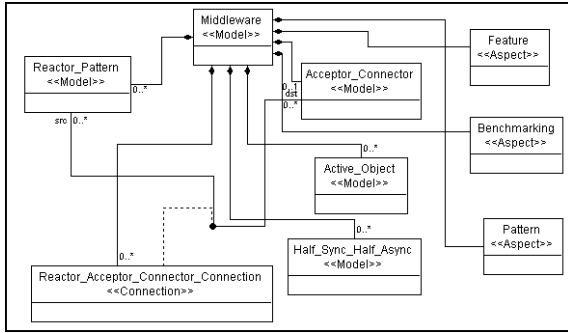 Middleware
<<Model>>
Feature
<<Aspect>>
Reactor_Pattern
<<Model>>
Acceptor_Connector
<<Model>>
0..*
0..1
dst
0..*
src
0..*
Benchmarking
<<Aspect>>
0..*
Active_Object
<<Model>>
Pattern
<<Aspect>>
0..*
0..*
Half_Sync_Half_Async
<<Model>>
Reactor_Acceptor_Connector_Connection
<<Connection>>